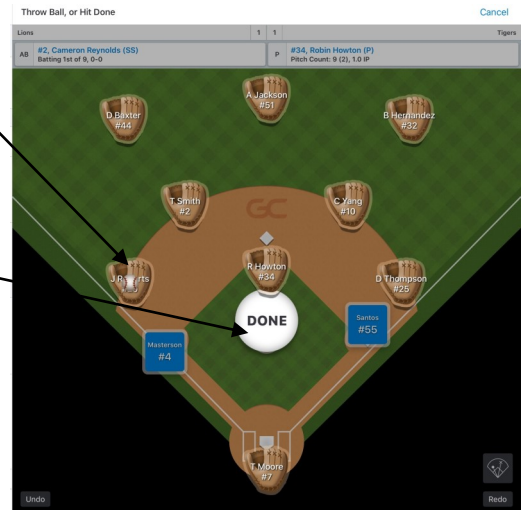 Throw Ball, or Hit Done
Cancel
Lions
1
1
Tigers
AB
#2, Cameron Reynolds (SS)
Batting 1st of 9, 0-0
P
#34, Robin Howton (P)
Pitch Count: 9 (2), 1.0 IP
A Jackson
#51
D Baxter
#44
B Hernandez
#32
T Smith
#2
GC
C Yang
#10
R Howton
#34
D Thompson
#25
DONE
Masterson
#4
Santos
#55
T Moore
#7
Undo
Redo